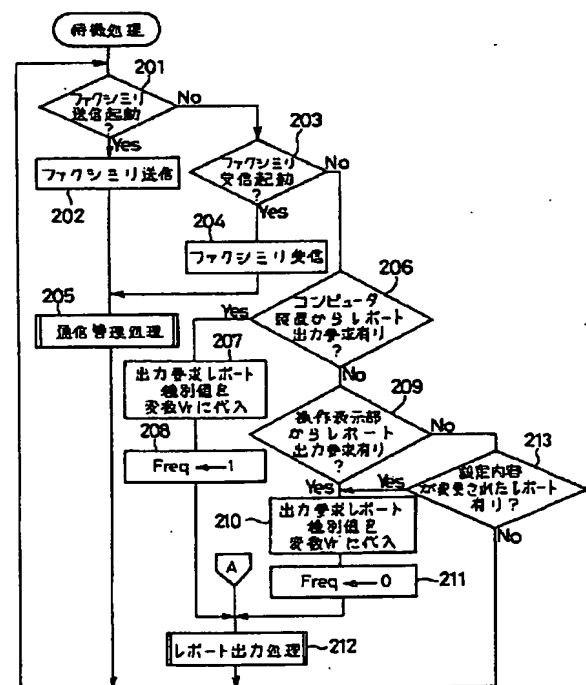 待機処理
201
ファクシミリ
送信起動
?
No
Yes
203
ファクシミリ
受信起動
?
No
Yes
ファクシミリ送信
202
204
ファクシミリ受信
205
通信管理処理
206
コンピュータ
装置からレポート
出力要求有り
?
Yes
No
207
出力要求レポート
種別値を
変数Vrに代入
208
Freq ← 1
209
操作表示部
からレポート
出力要求有り
?
No
Yes
213
設定内容
が変更されたレポート
有り?
Yes
No
210
出力要求レポート
種別値を
変数Vrに代入
A
Freq ← 0
211
レポート出力処理
212